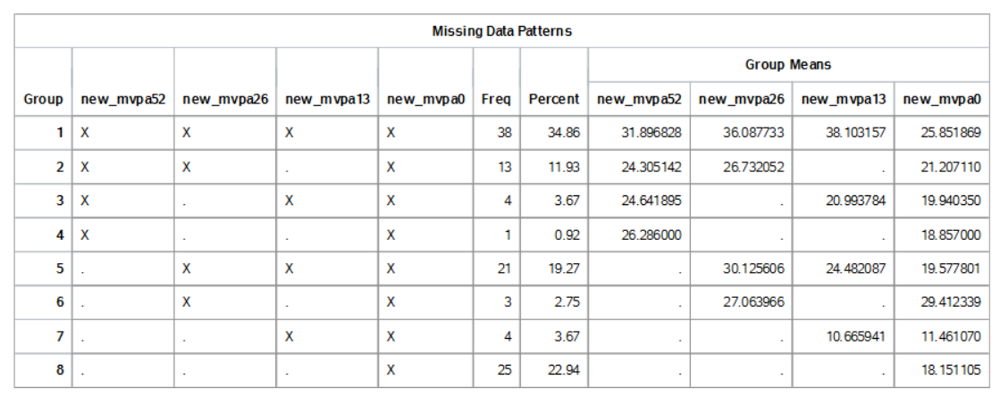 Missing Data Patterns
Group Means
Group new_mvpa52 new_mvpa26 new_mvpa13 new_mvpa0 Freq Percent new_mvpa52 new_mvpa26 new_mvpa13 new_mvpa0
1 X X X X 38 34.86 31.896828 36.087733 38.103157 25.851869
2 X X . X 13 11.93 24.305142 26.732052 . 21.207110
3 X . X X 4 3.67 24.641895 . 20.993784 19.940350
4 X . . X 1 0.92 26.286000 . . 18.857000
5 . X X X 21 19.27 . 30.125606 24.482087 19.577801
6 . X . X 3 2.75 . 27.063966 . 29.412339
7 . . X X 4 3.67 . . 10.665941 11.461070
8 . . . X 25 22.94 . . . 18.151105